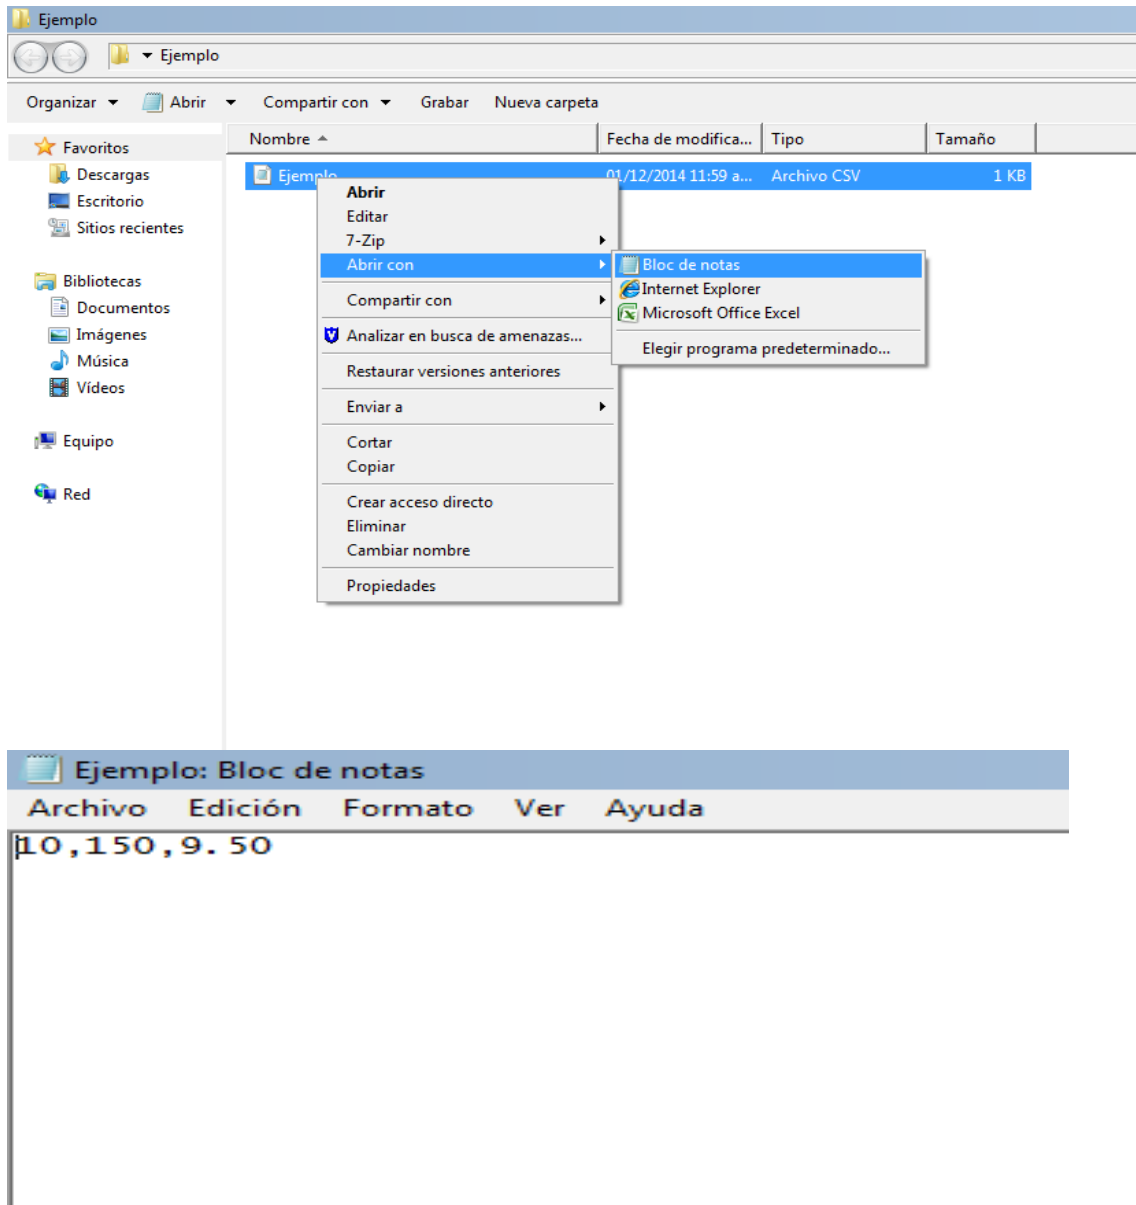 Ejemplo
Ejemplo
Organizar Abrir Compartir con Grabar Nueva carpeta
Nombre Fecha de modifica... Tipo Tamaño
Favoritos
Descargas
Escritorio
Sitios recientes
Bibliotecas
Documentos
Imágenes
Música
Vídeos
Equipo
Red
Ejemplo 01/12/2014 11:59 a... Archivo CSV 1 KB
Abrir
Editar
7-Zip
Abrir con
Compartir con
Analizar en busca de amenazas...
Restaurar versiones anteriores
Enviar a
Cortar
Copiar
Crear acceso directo
Eliminar
Cambiar nombre
Propiedades
Bloc de notas
Internet Explorer
Microsoft Office Excel
Elegir programa predeterminado...
Ejemplo: Bloc de notas
Archivo Edición Formato Ver Ayuda
10,150,9.50